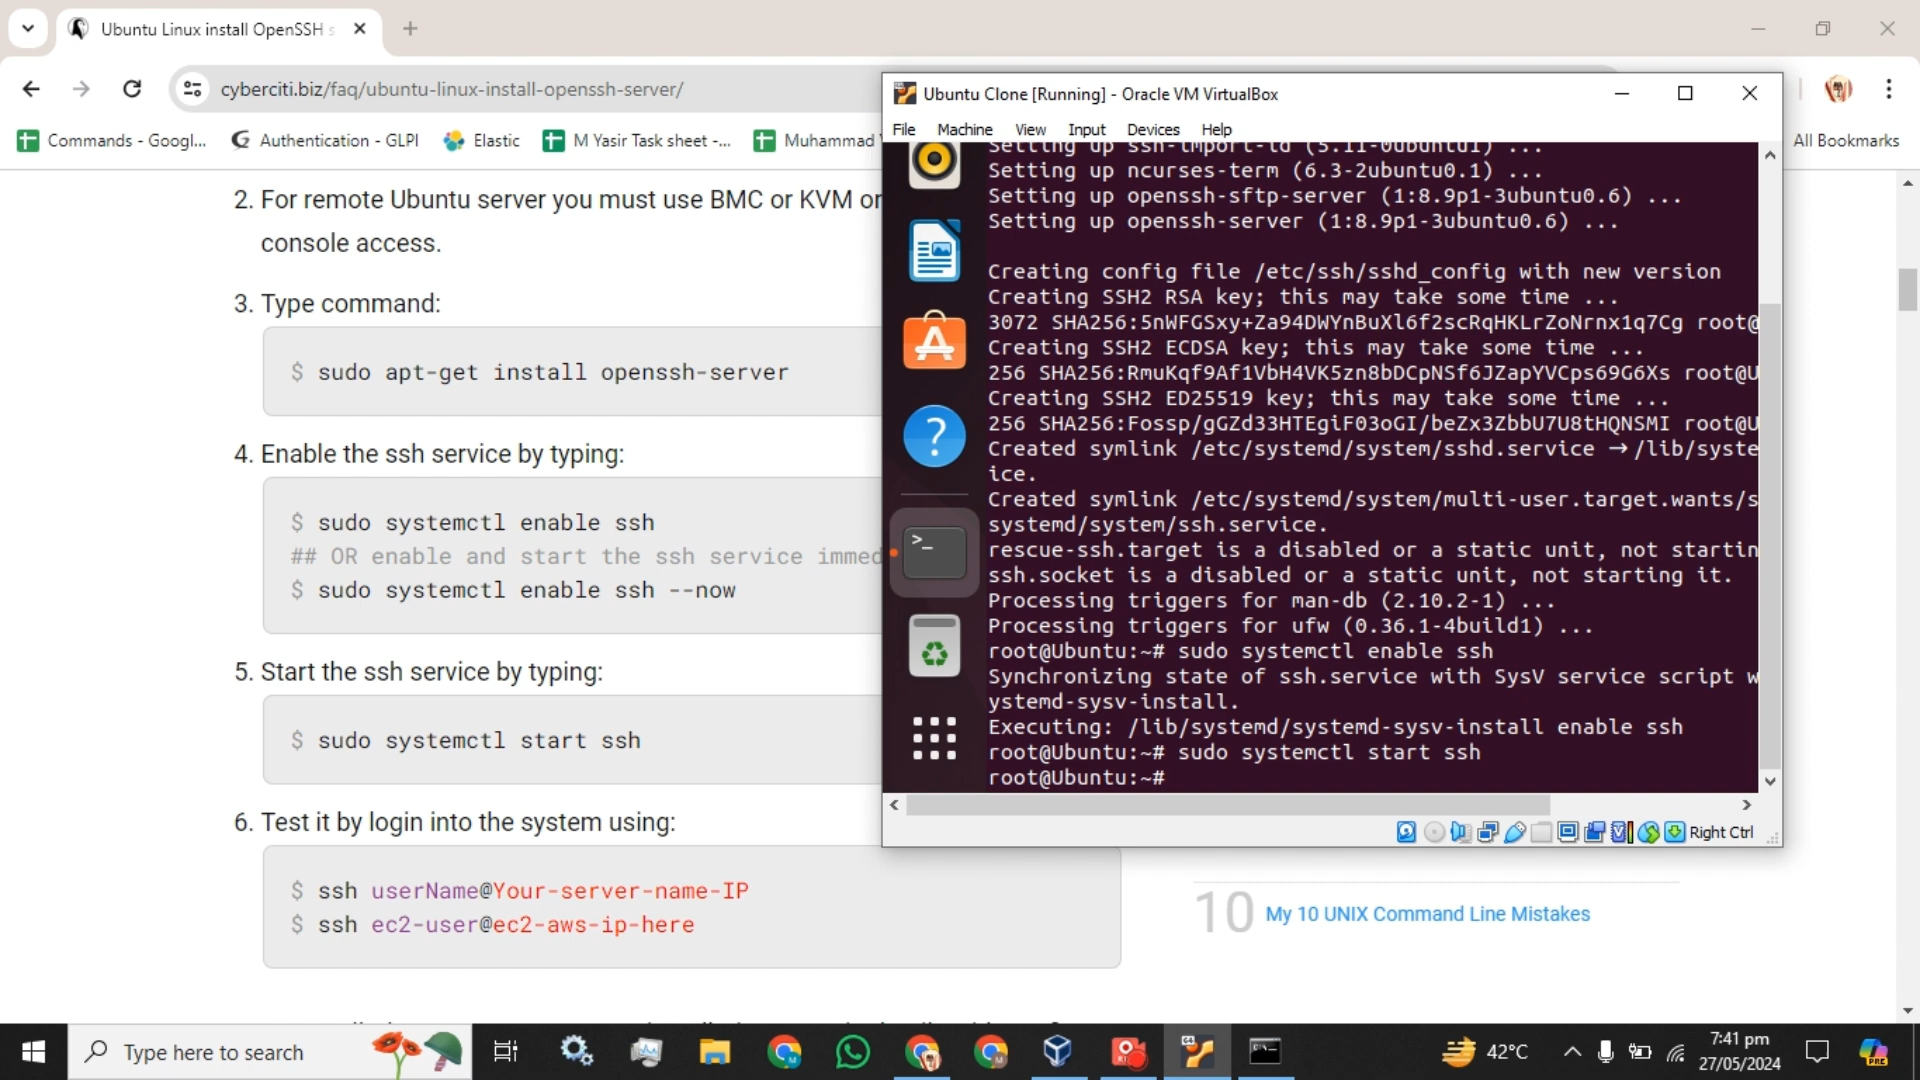 Ubuntu Linux install OpenSSH s
cyberciti.biz/faq/ubuntu-linux-install-openssh-server/
Commands - Googl...
Authentication - GLPI
Elastic
M Yasir Task sheet -...
Muhammad
All Bookmarks
2. For remote Ubuntu server you must use BMC or KVM or
console access.
3. Type command:
$ sudo apt-get install openssh-server
4. Enable the ssh service by typing:
$ sudo systemctl enable ssh
## OR enable and start the ssh service immed
$ sudo systemctl enable ssh --now
5. Start the ssh service by typing:
$ sudo systemctl start ssh
6. Test it by login into the system using:
$ ssh userName@Your-server-name-IP
$ ssh ec2-user@ec2-aws-ip-here
10 My 10 UNIX Command Line Mistakes
Ubuntu Clone [Running] - Oracle VM VirtualBox
File Machine View Input Devices Help
Setting up ssh-import-id (5.11-0ubuntu1) ...
Setting up ncurses-term (6.3-2ubuntu0.1) ...
Setting up openssh-sftp-server (1:8.9p1-3ubuntu0.6) ...
Setting up openssh-server (1:8.9p1-3ubuntu0.6) ...
Creating config file /etc/ssh/sshd_config with new version
Creating SSH2 RSA key; this may take some time ...
3072 SHA256:5nWFGSxy+Za94DWYnBuXl6f2scRqHKLrZoNrnx1q7Cg root@
Creating SSH2 ECDSA key; this may take some time ...
256 SHA256:RmuKqf9Af1VbH4VK5zn8bDCpNSf6JZapYVCps69G6Xs root@U
Creating SSH2 ED25519 key; this may take some time ...
256 SHA256:Fossp/gGZd33HTEgiF03oGI/beZx3ZbbU7U8tHQNSMI root@U
Created symlink /etc/systemd/system/sshd.service → /lib/syste
ice.
Created symlink /etc/systemd/system/multi-user.target.wants/s
systemd/system/ssh.service.
rescue-ssh.target is a disabled or a static unit, not startin
ssh.socket is a disabled or a static unit, not starting it.
Processing triggers for man-db (2.10.2-1) ...
Processing triggers for ufw (0.36.1-4build1) ...
root@Ubuntu:~# sudo systemctl enable ssh
Synchronizing state of ssh.service with SysV service script w
ystemd-sysv-install.
Executing: /lib/systemd/systemd-sysv-install enable ssh
root@Ubuntu:~# sudo systemctl start ssh
root@Ubuntu:~#
Right Ctrl
Type here to search
42°C
7:41 pm
27/05/2024